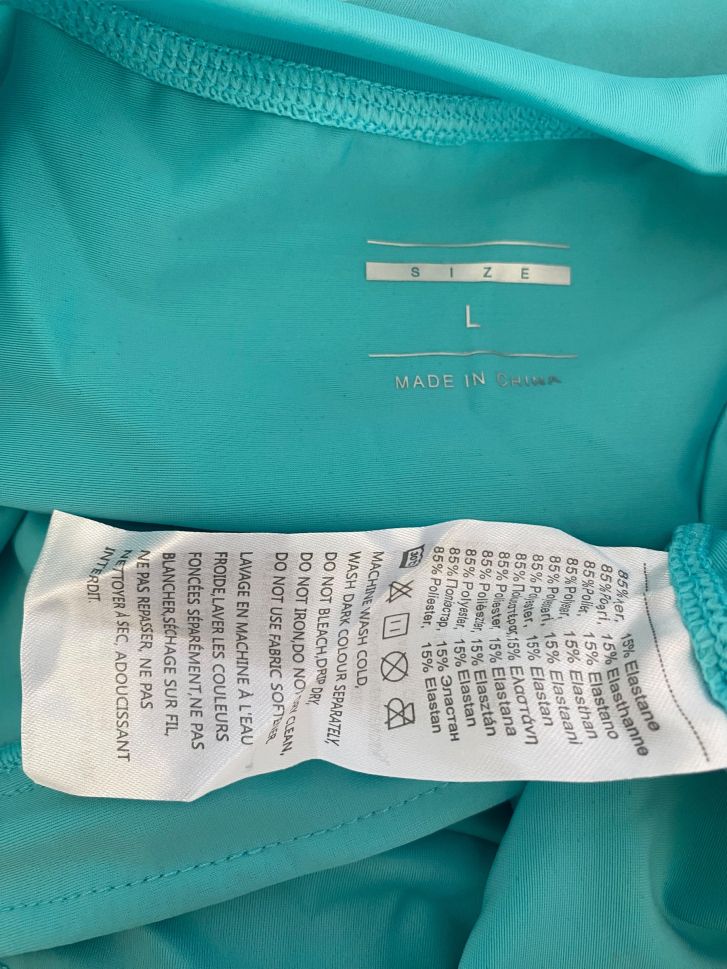 SIZE
L
MADE IN CHINA
15% Elastane
85% 15% Elasthanne
85% 15% Elastano
85% 15% Elasthan
85% 15% Elastaani
85% 15% Elastan
85% 15% Ελαστάνη
85% Poliester 15% Elastana
85% Poliészter, 15% Elasztán
85% Polyester, 15% Elastan
85% 15% Эластан
85% Poliester, 15% Elastan
30°C
MACHINE WASH COLD,
WASH DARK COLOUR SEPARATELY
DO NOT BLEACH,DRIP DRY
DO NOT IRON,DO NOT DRY CLEAN,
DO NOT USE FABRIC SOFTENER.
LAVAGE EN MACHINE À L'EAU
FROIDE,LAVER LES COULEURS
FONCÉES SÉPARÉMENT,NE PAS
BLANCHER,SÉCHAGE SUR FIL,
NE PAS REPASSER, NE PAS
NETTOYER À SEC, ADOUCISSANT
INTERDIT.